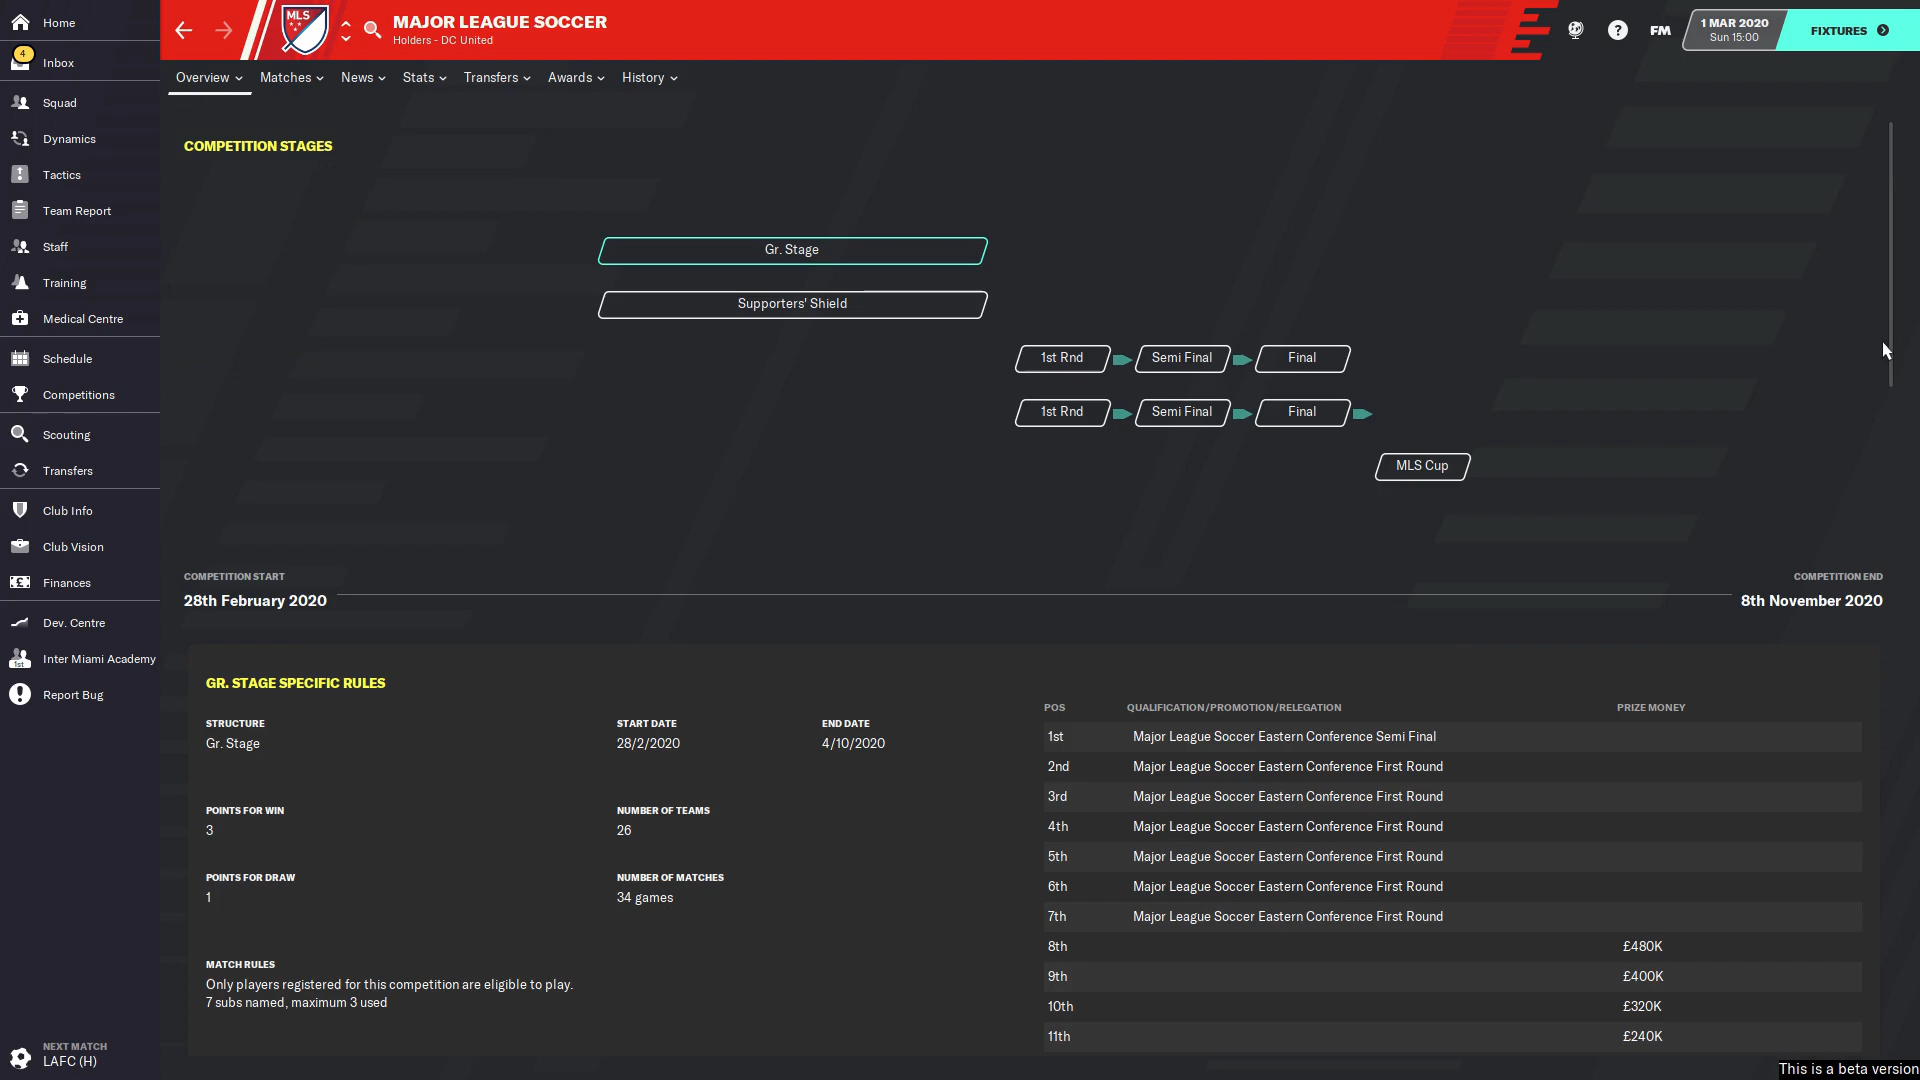 Home
4
Inbox
Squad
Dynamics
Tactics
Team Report
Staff
Training
Medical Centre
Schedule
Competitions
Scouting
Transfers
Club Info
Club Vision
Finances
Dev. Centre
1st
Inter Miami Academy
Report Bug
NEXT MATCH
LAFC (H)
MLS
MAJOR LEAGUE SOCCER
Holders - DC United
?
FM
1 MAR 2020
Sun 15:00
FIXTURES
Overview Matches News Stats Transfers Awards History
COMPETITION STAGES
Gr. Stage
Supporters' Shield
1st Rnd Semi Final Final
1st Rnd Semi Final Final
MLS Cup
COMPETITION START COMPETITION END
28th February 2020 8th November 2020
GR. STAGE SPECIFIC RULES
STRUCTURE START DATE END DATE
Gr. Stage 28/2/2020 4/10/2020
POINTS FOR WIN NUMBER OF TEAMS
3 26
POINTS FOR DRAW NUMBER OF MATCHES
1 34 games
MATCH RULES
Only players registered for this competition are eligible to play.
7 subs named, maximum 3 used
POS QUALIFICATION/PROMOTION/RELEGATION PRIZE MONEY
1st Major League Soccer Eastern Conference Semi Final
2nd Major League Soccer Eastern Conference First Round
3rd Major League Soccer Eastern Conference First Round
4th Major League Soccer Eastern Conference First Round
5th Major League Soccer Eastern Conference First Round
6th Major League Soccer Eastern Conference First Round
7th Major League Soccer Eastern Conference First Round
8th £480K
9th £400K
10th £320K
11th £240K
This is a beta version